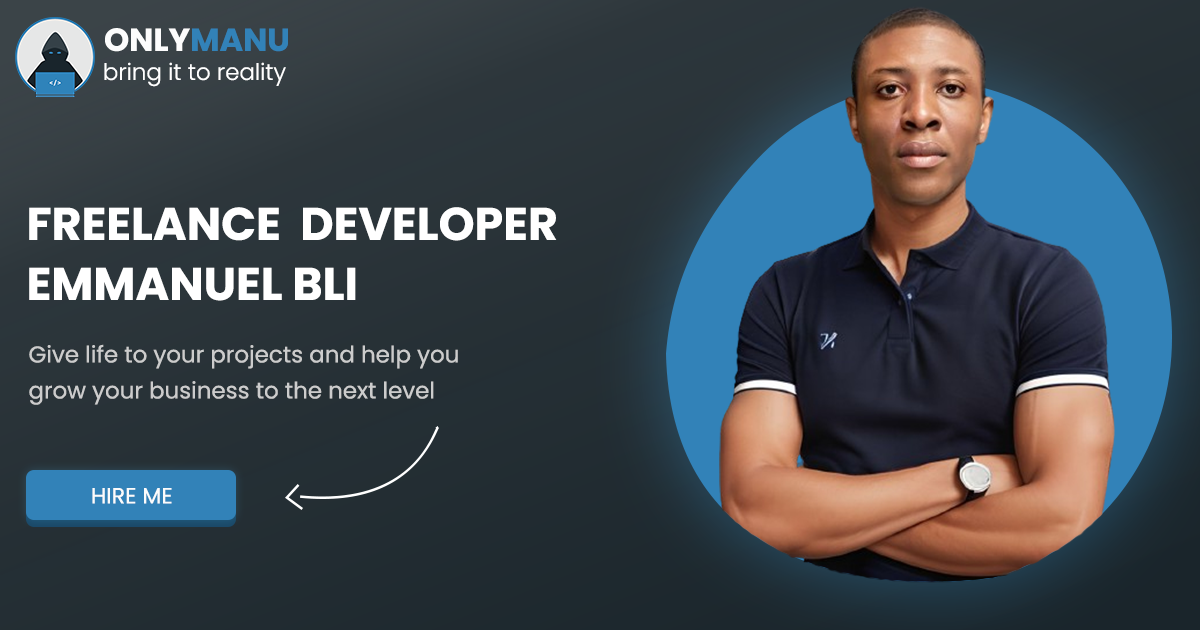 ONLYMANU
bring it to reality
FREELANCE DEVELOPER
EMMANUEL BLI
Give life to your projects and help you
grow your business to the next level
HIRE ME
</>